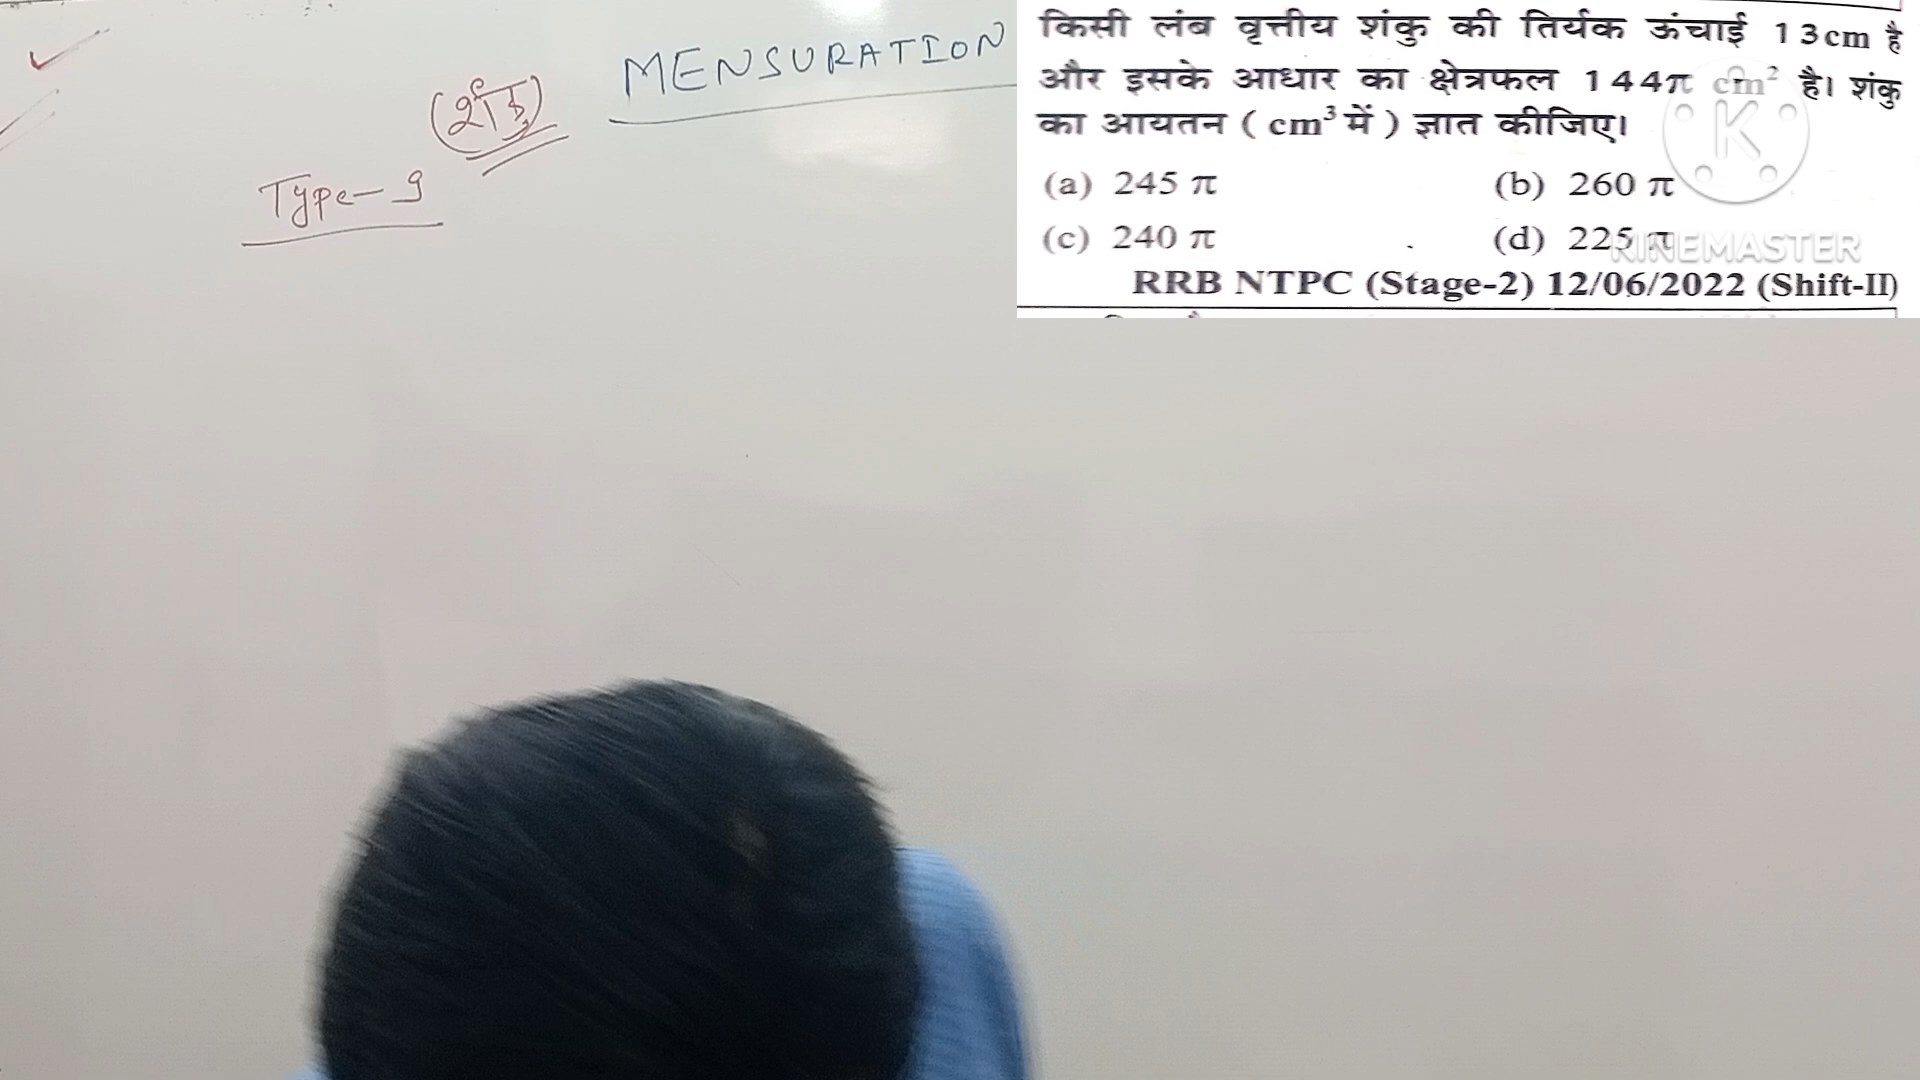 MENSURATION
(शंकु)
Type-9
किसी लंब वृत्तीय शंकु की तिर्यक ऊंचाई 13cm है
और इसके आधार का क्षेत्रफल 144π cm² है। शंकु
का आयतन ( cm³ में ) ज्ञात कीजिए।
(a) 245 π (b) 260 π
(c) 240 π (d) 225 π
RRB NTPC (Stage-2) 12/06/2022 (Shift-II)
K
KINEMASTER